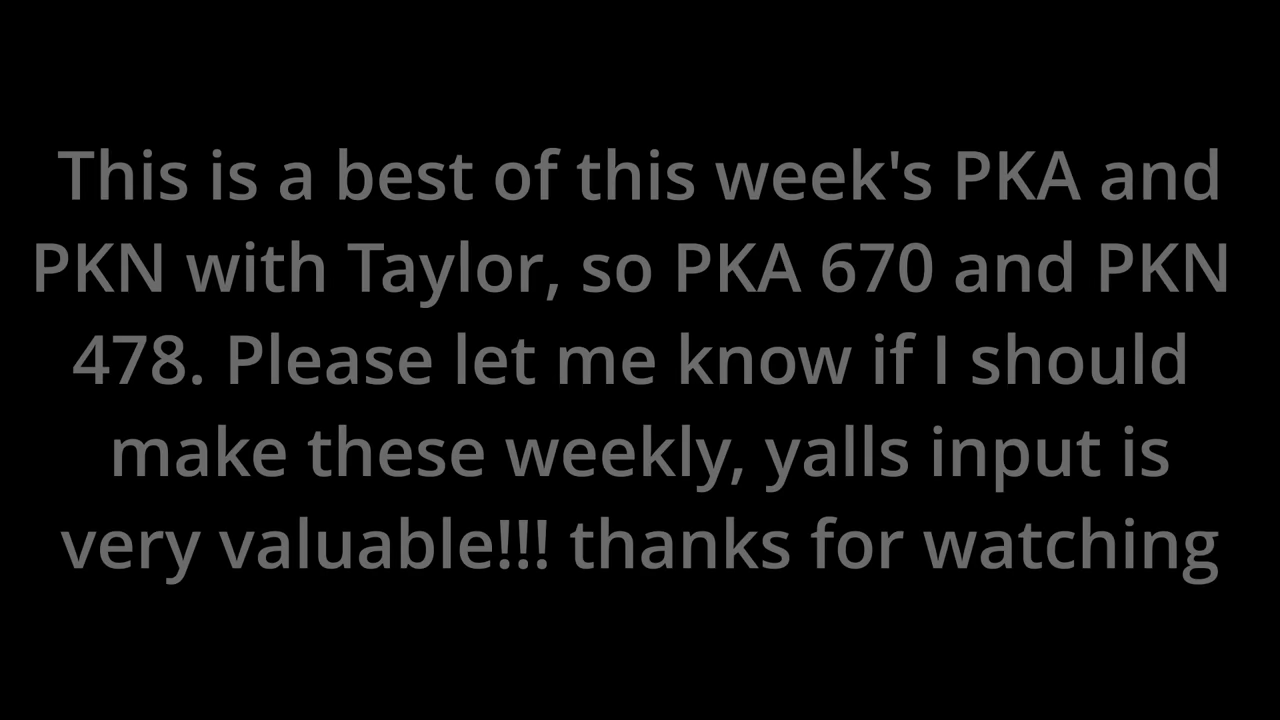 This is a best of this week's PKA and
PKN with Taylor, so PKA 670 and PKN
478. Please let me know if I should
make these weekly, yalls input is
very valuable!!! thanks for watching